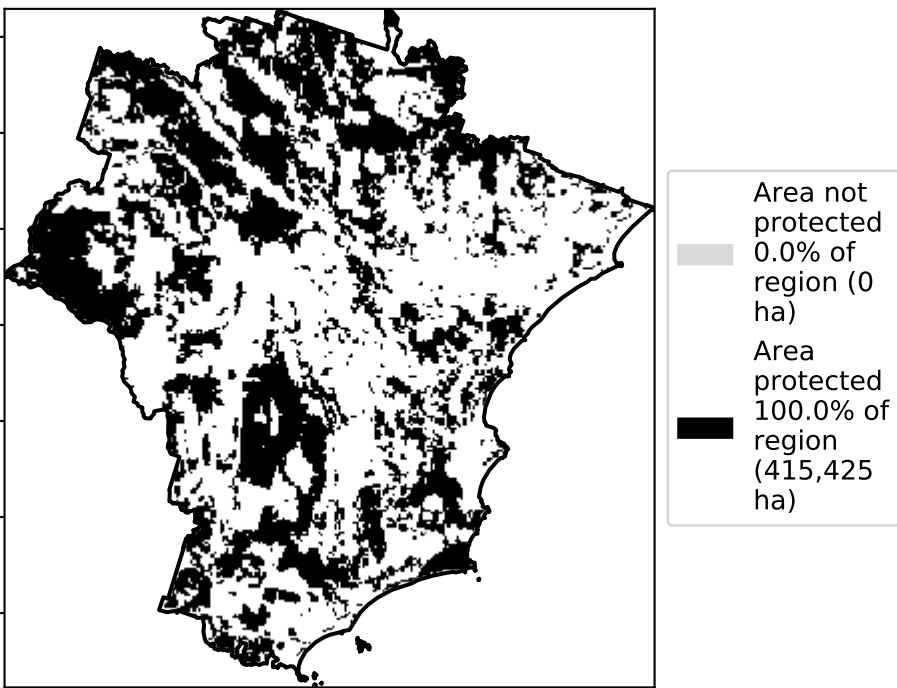 Area not
protected
0.0% of
region (0
ha)
Area
protected
100.0% of
region
(415,425
ha)